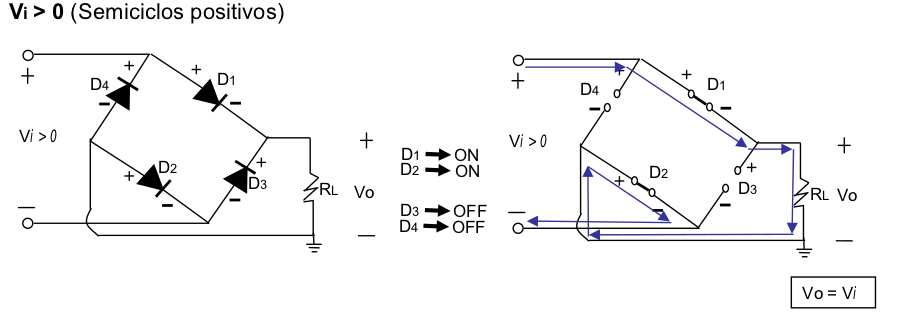 Vi > 0 (Semiciclos positivos)
+
D4
+
−
+
D1
−
Vi > 0
D2
+
−
+
D3
−
RL
+
Vo
−
−
D1 → ON
D2 → ON
D3 → OFF
D4 → OFF
+
D4
+
−
+
D1
−
Vi > 0
D2
+
−
+
D3
−
RL
+
Vo
−
−
Vo = Vi